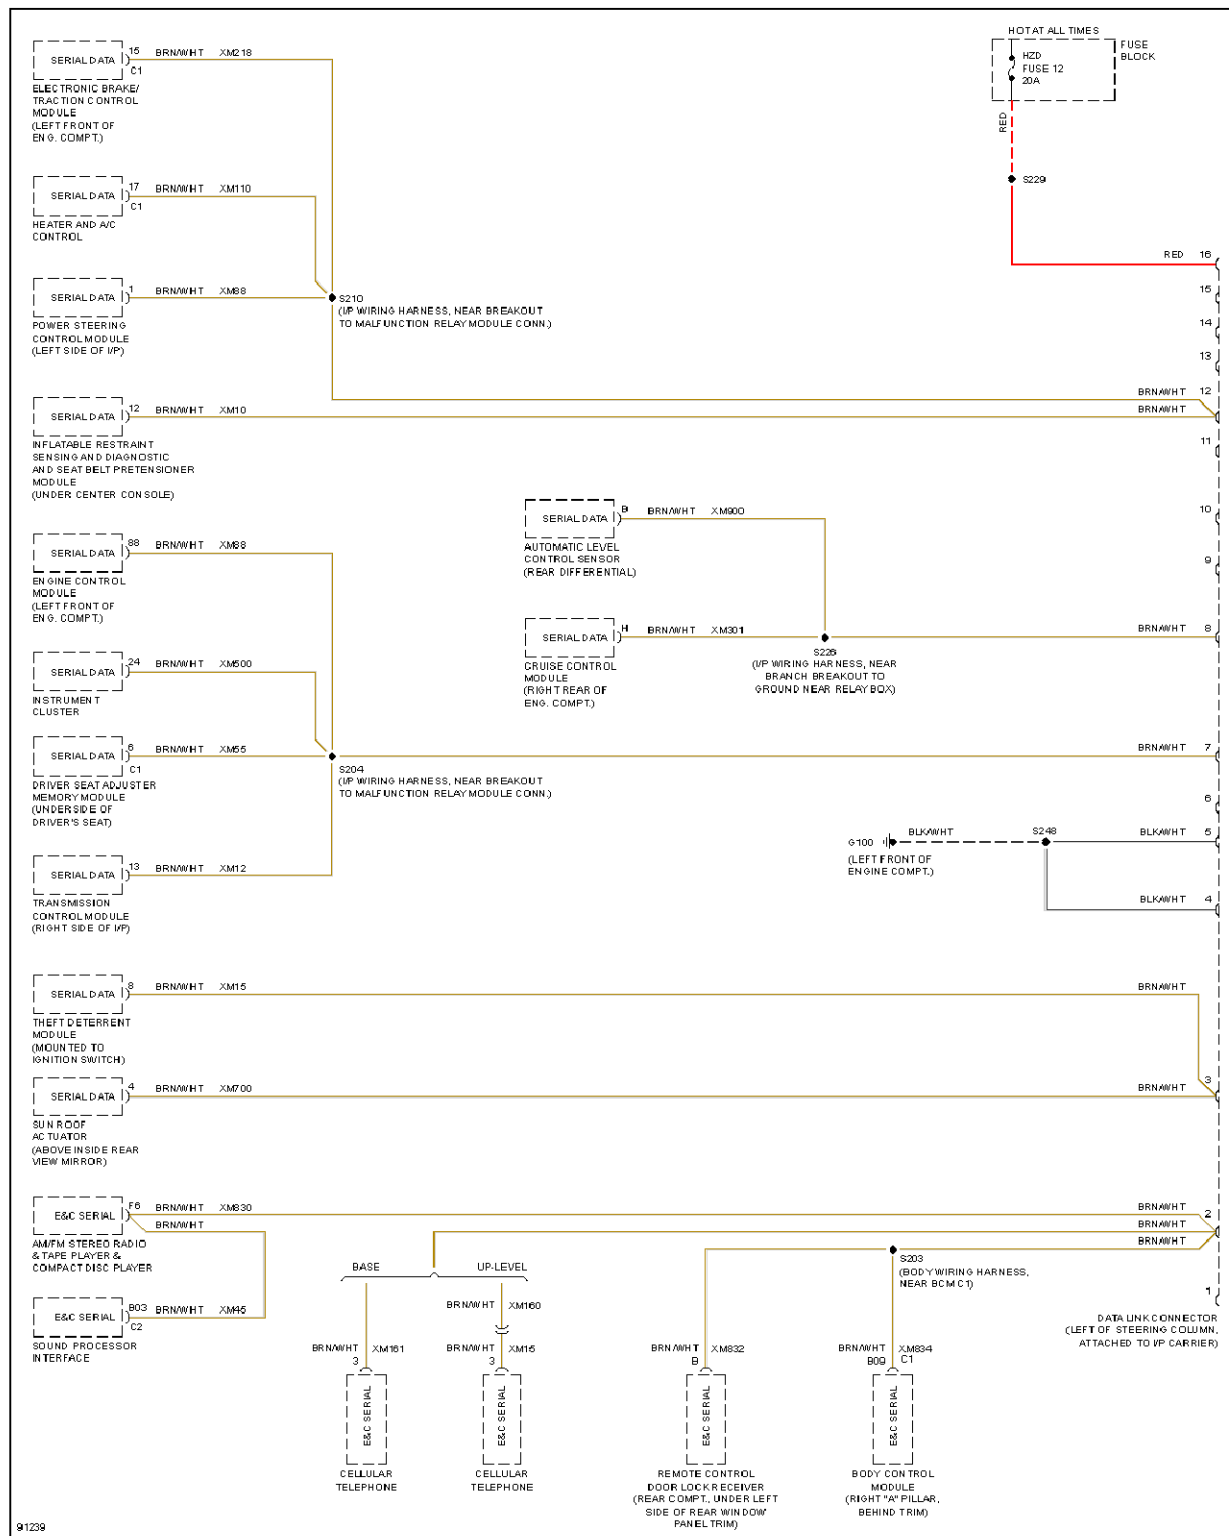 HOT AT ALL TIMES
FUSE
BLOCK
HZD
FUSE 12
20A
RED
S229
RED 16
15
14
13
BRN/WHT 12
BRN/WHT
11
10
9
BRN/WHT 8
BRN/WHT 7
6
BLK/WHT 5
BLK/WHT 4
BRN/WHT
BRN/WHT 3
BRN/WHT 2
BRN/WHT
BRN/WHT
1
DATA LINK CONNECTOR
(LEFT OF STEERING COLUMN,
ATTACHED TO I/P CARRIER)
SERIAL DATA 15 BRN/WHT XM218
C1
ELECTRONIC BRAKE/
TRACTION CONTROL
MODULE
(LEFT FRONT OF
ENG. COMPT.)
SERIAL DATA 17 BRN/WHT XM110
C1
HEATER AND A/C
CONTROL
SERIAL DATA 1 BRN/WHT XM88
POWER STEERING
CONTROL MODULE
(LEFT SIDE OF I/P)
S210
(I/P WIRING HARNESS, NEAR BREAKOUT
TO MALFUNCTION RELAY MODULE CONN.)
SERIAL DATA 12 BRN/WHT XM10
INFLATABLE RESTRAINT
SENSING AND DIAGNOSTIC
AND SEAT BELT PRETENSIONER
MODULE
(UNDER CENTER CONSOLE)
SERIAL DATA B BRN/WHT XM900
AUTOMATIC LEVEL
CONTROL SENSOR
(REAR DIFFERENTIAL)
SERIAL DATA 88 BRN/WHT XM88
ENGINE CONTROL
MODULE
(LEFT FRONT OF
ENG. COMPT.)
SERIAL DATA H BRN/WHT XM301
CRUISE CONTROL
MODULE
(RIGHT REAR OF
ENG. COMPT.)
S226
(I/P WIRING HARNESS, NEAR
BRANCH BREAKOUT TO
GROUND NEAR RELAY BOX)
SERIAL DATA 24 BRN/WHT XM500
INSTRUMENT
CLUSTER
SERIAL DATA 6 BRN/WHT XM55
C1
DRIVER SEAT ADJUSTER
MEMORY MODULE
(UNDERSIDE OF
DRIVER'S SEAT)
S204
(I/P WIRING HARNESS, NEAR BREAKOUT
TO MALFUNCTION RELAY MODULE CONN.)
G100 BLK/WHT S248
(LEFT FRONT OF
ENGINE COMPT.)
SERIAL DATA 13 BRN/WHT XM12
TRANSMISSION
CONTROL MODULE
(RIGHT SIDE OF I/P)
SERIAL DATA 8 BRN/WHT XM15
THEFT DETERRENT
MODULE
(MOUNTED TO
IGNITION SWITCH)
SERIAL DATA 4 BRN/WHT XM700
SUN ROOF
ACTUATOR
(ABOVE INSIDE REAR
VIEW MIRROR)
E&C SERIAL F6 BRN/WHT XM830
BRN/WHT
AM/FM STEREO RADIO
& TAPE PLAYER &
COMPACT DISC PLAYER
E&C SERIAL B03 BRN/WHT XM45
C2
SOUND PROCESSOR
INTERFACE
BASE UP-LEVEL
BRN/WHT XM160
S203
(BODY WIRING HARNESS,
NEAR BCM C1)
BRN/WHT XM161
3
BRN/WHT XM15
3
BRN/WHT XM832
B
BRN/WHT XM834
B09 C1
E&C SERIAL
E&C SERIAL
E&C SERIAL
E&C SERIAL
CELLULAR
TELEPHONE
CELLULAR
TELEPHONE
REMOTE CONTROL
DOOR LOCK RECEIVER
(REAR COMPT., UNDER LEFT
SIDE OF REAR WINDOW
PANEL TRIM)
BODY CONTROL
MODULE
(RIGHT "A" PILLAR,
BEHIND TRIM)
91239